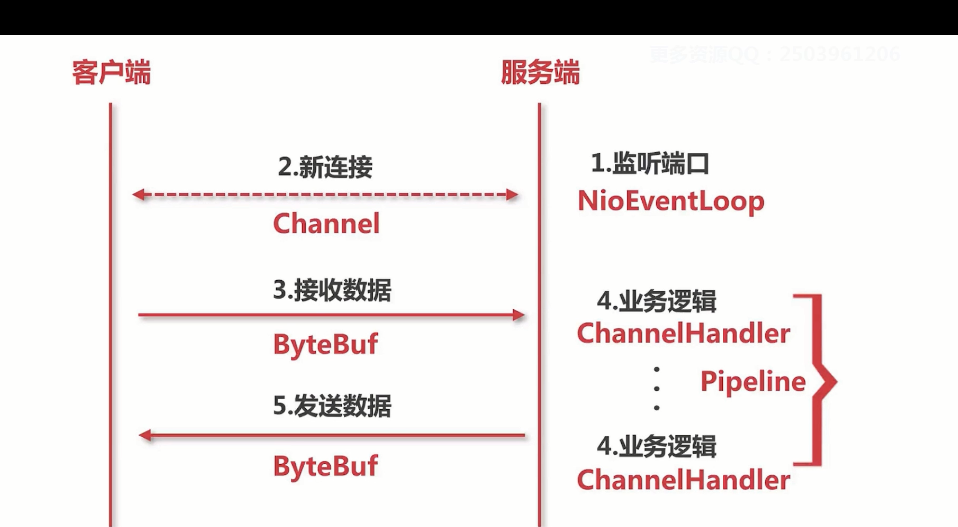 更多资源QQ：2503961206
客户端
服务端
2.新连接
1.监听端口
Channel
NioEventLoop
3.接收数据
4.业务逻辑
ByteBuf
ChannelHandler
Pipeline
5.发送数据
4.业务逻辑
ByteBuf
ChannelHandler